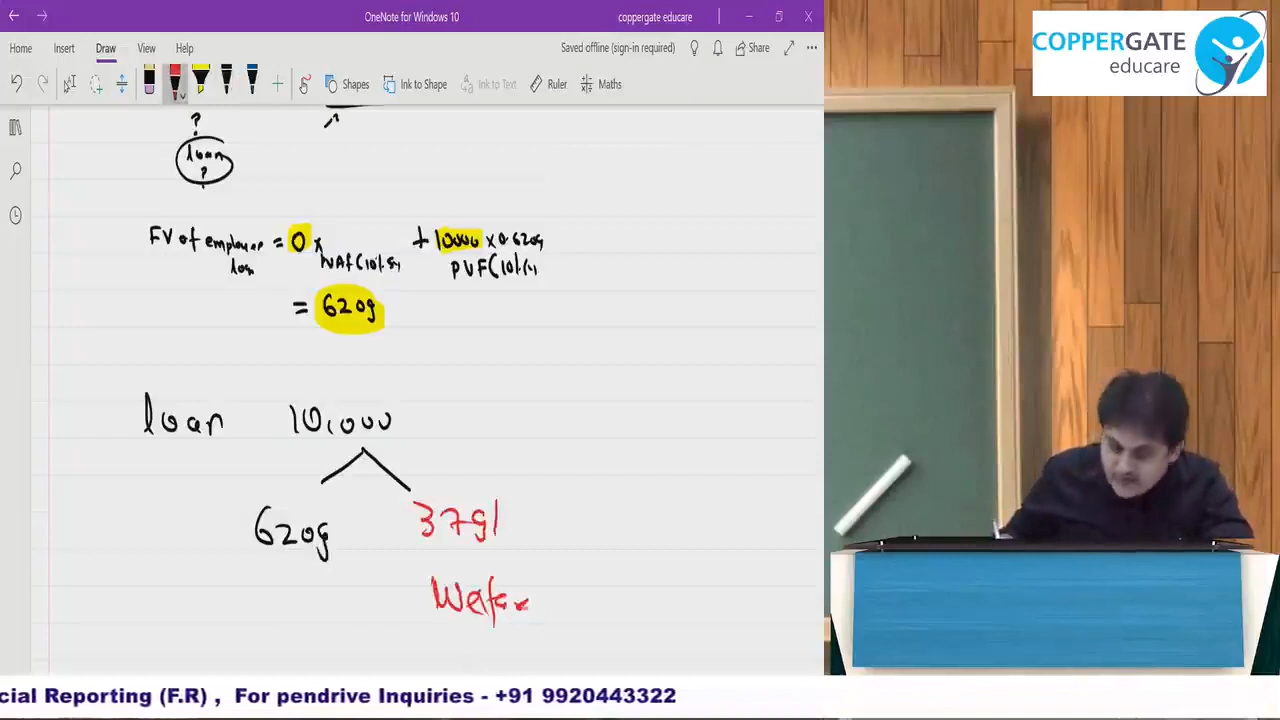 OneNote for Windows 10
coppergate educare
Home Insert Draw View Help
Saved offline (sign-in required)
Share
Shapes
Ink to Shape
Ink to Text
Ruler
Maths
COPPERGATE
educare
?
loan
?
FV of employee = 0 × + 10000 × 0.6209
loan PVF(10%,
= 6209
loan 10,000
6209 3791
cial Reporting (F.R) , For pendrive Inquiries - +91 9920443322